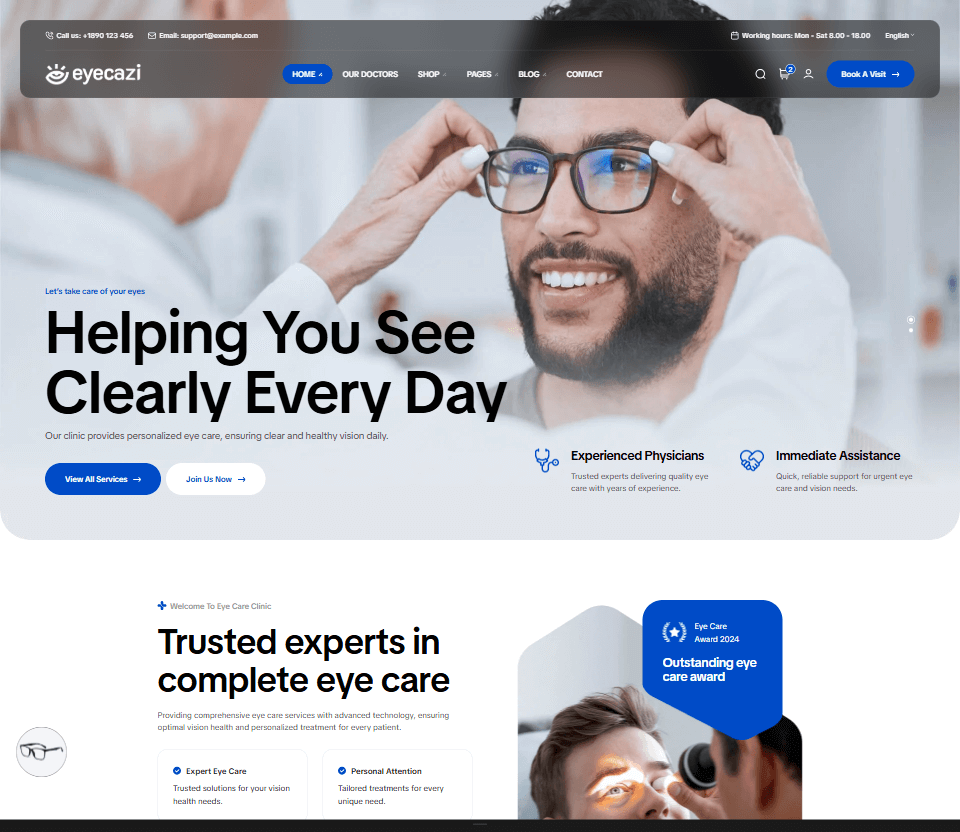 Call us: +1890 123 456
Email: support@example.com
Working hours: Mon - Sat 8.00 - 18.00
English
eyecazi
HOME
OUR DOCTORS
SHOP
PAGES
BLOG
CONTACT
2
Book A Visit
Let's take care of your eyes
Helping You See
Clearly Every Day
Our clinic provides personalized eye care, ensuring clear and healthy vision daily.
View All Services
Join Us Now
Experienced Physicians
Trusted experts delivering quality eye
care with years of experience.
Immediate Assistance
Quick, reliable support for urgent eye
care and vision needs.
Welcome To Eye Care Clinic
Trusted experts in
complete eye care
Providing comprehensive eye care services with advanced technology, ensuring
optimal vision health and personalized treatment for every patient.
Expert Eye Care
Trusted solutions for your vision
health needs.
Personal Attention
Tailored treatments for every
unique need.
Eye Care
Award 2024
Outstanding eye
care award